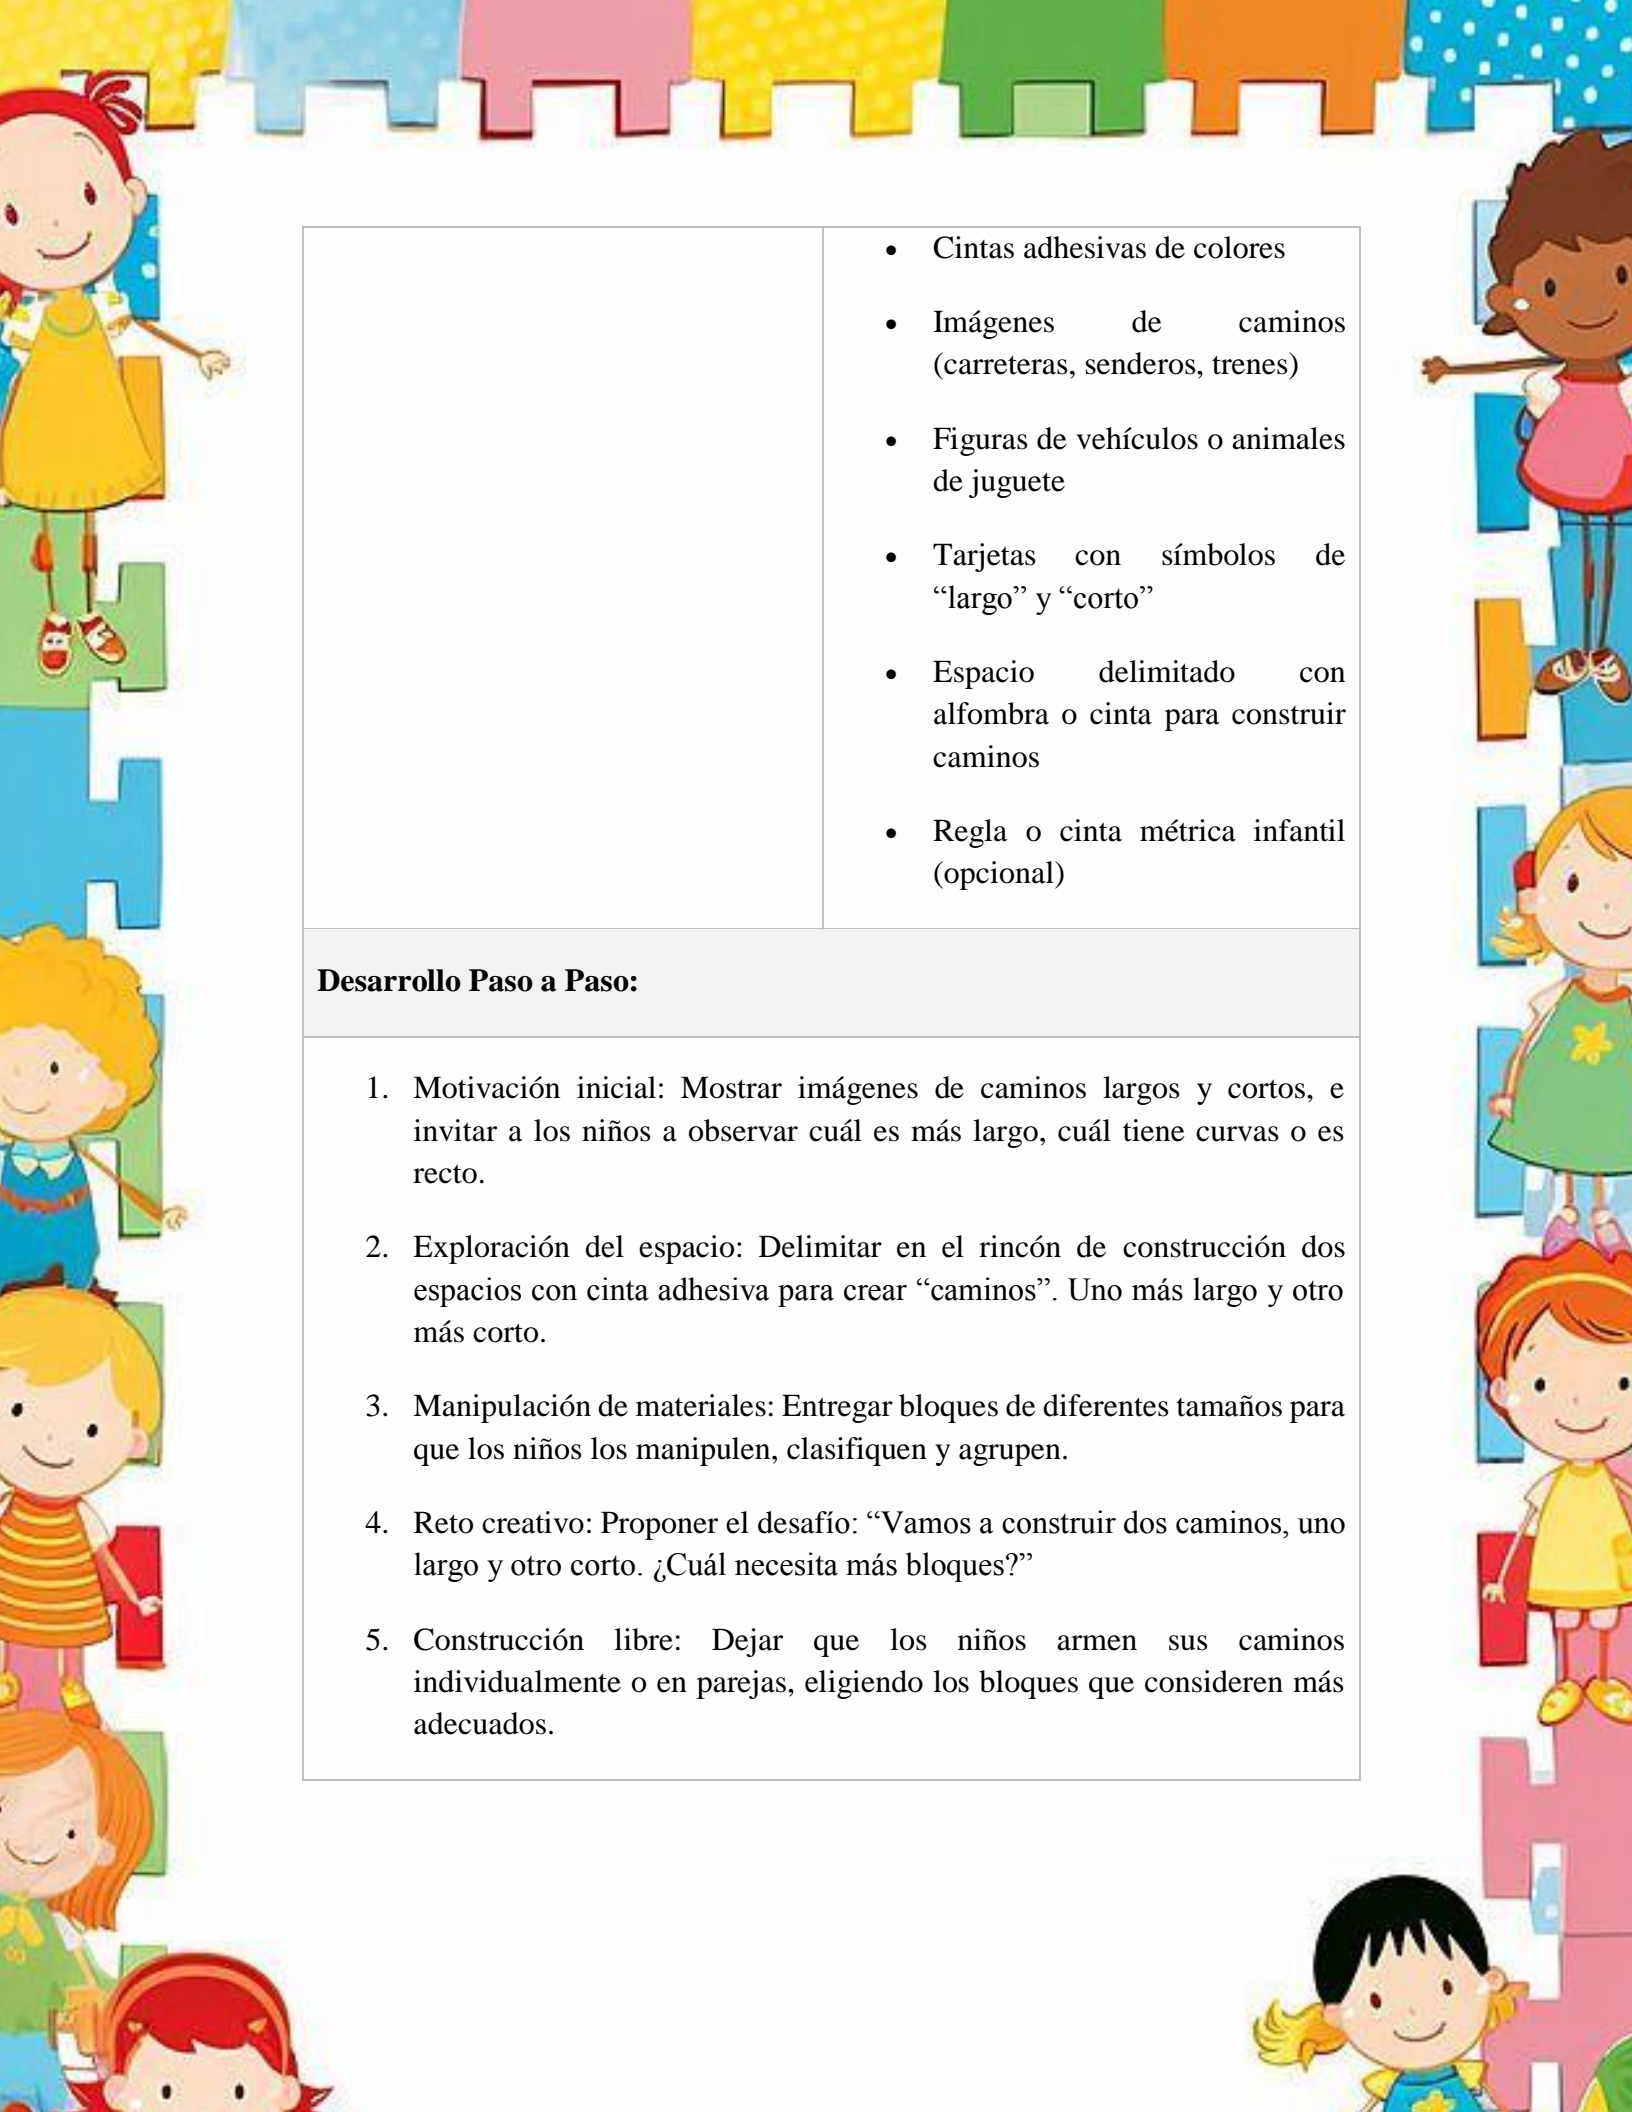 • Cintas adhesivas de colores
• Imágenes de caminos
(carreteras, senderos, trenes)
• Figuras de vehículos o animales
de juguete
• Tarjetas con símbolos de
“largo” y “corto”
• Espacio delimitado con
alfombra o cinta para construir
caminos
• Regla o cinta métrica infantil
(opcional)
Desarrollo Paso a Paso:
1. Motivación inicial: Mostrar imágenes de caminos largos y cortos, e
invitar a los niños a observar cuál es más largo, cuál tiene curvas o es
recto.
2. Exploración del espacio: Delimitar en el rincón de construcción dos
espacios con cinta adhesiva para crear “caminos”. Uno más largo y otro
más corto.
3. Manipulación de materiales: Entregar bloques de diferentes tamaños para
que los niños los manipulen, clasifiquen y agrupen.
4. Reto creativo: Proponer el desafío: “Vamos a construir dos caminos, uno
largo y otro corto. ¿Cuál necesita más bloques?”
5. Construcción libre: Dejar que los niños armen sus caminos
individualmente o en parejas, eligiendo los bloques que consideren más
adecuados.